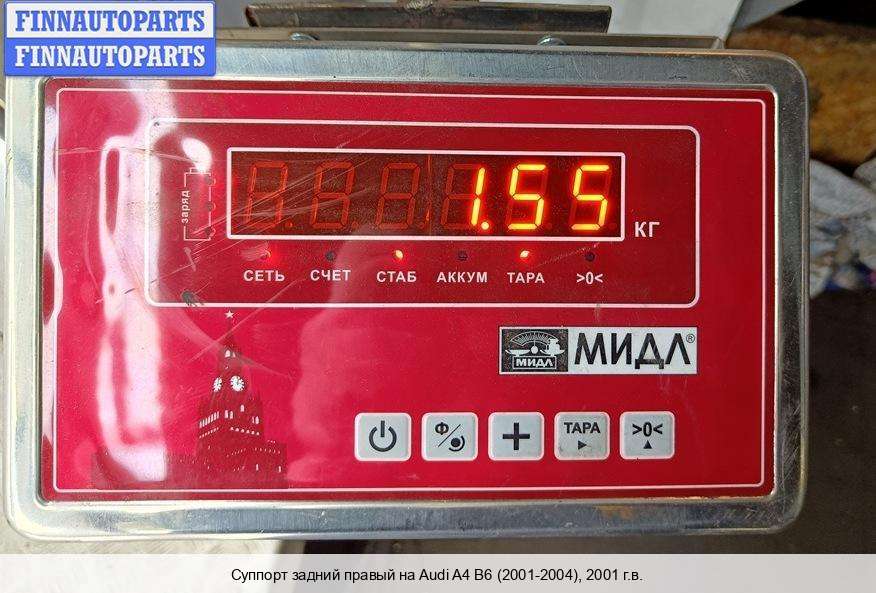 FINNAUTOPARTS
FINNAUTOPARTS
заряд
1.55
КГ
СЕТЬ СЧЕТ СТАБ АККУМ ТАРА >0<
МИДЛ МИДЛ®
Ф ТАРА >0<
Суппорт задний правый на Audi A4 B6 (2001-2004), 2001 г.в.